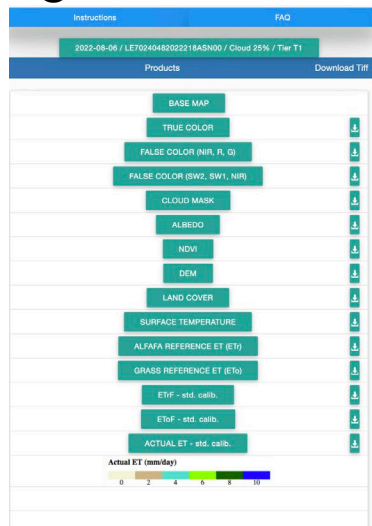 Instructions FAQ
2022-08-06 / LE70240482022218ASN00 / Cloud 25% / Tier T1
Products Download Tiff
BASE MAP
TRUE COLOR
FALSE COLOR (NIR, R, G)
FALSE COLOR (SW2, SW1, NIR)
CLOUD MASK
ALBEDO
NDVI
DEM
LAND COVER
SURFACE TEMPERATURE
ALFAFA REFERENCE ET (ETr)
GRASS REFERENCE ET (ETo)
ETrF - std. calib.
EToF - std. calib.
ACTUAL ET - std. calib.
Actual ET (mm/day)
0 2 4 6 8 10